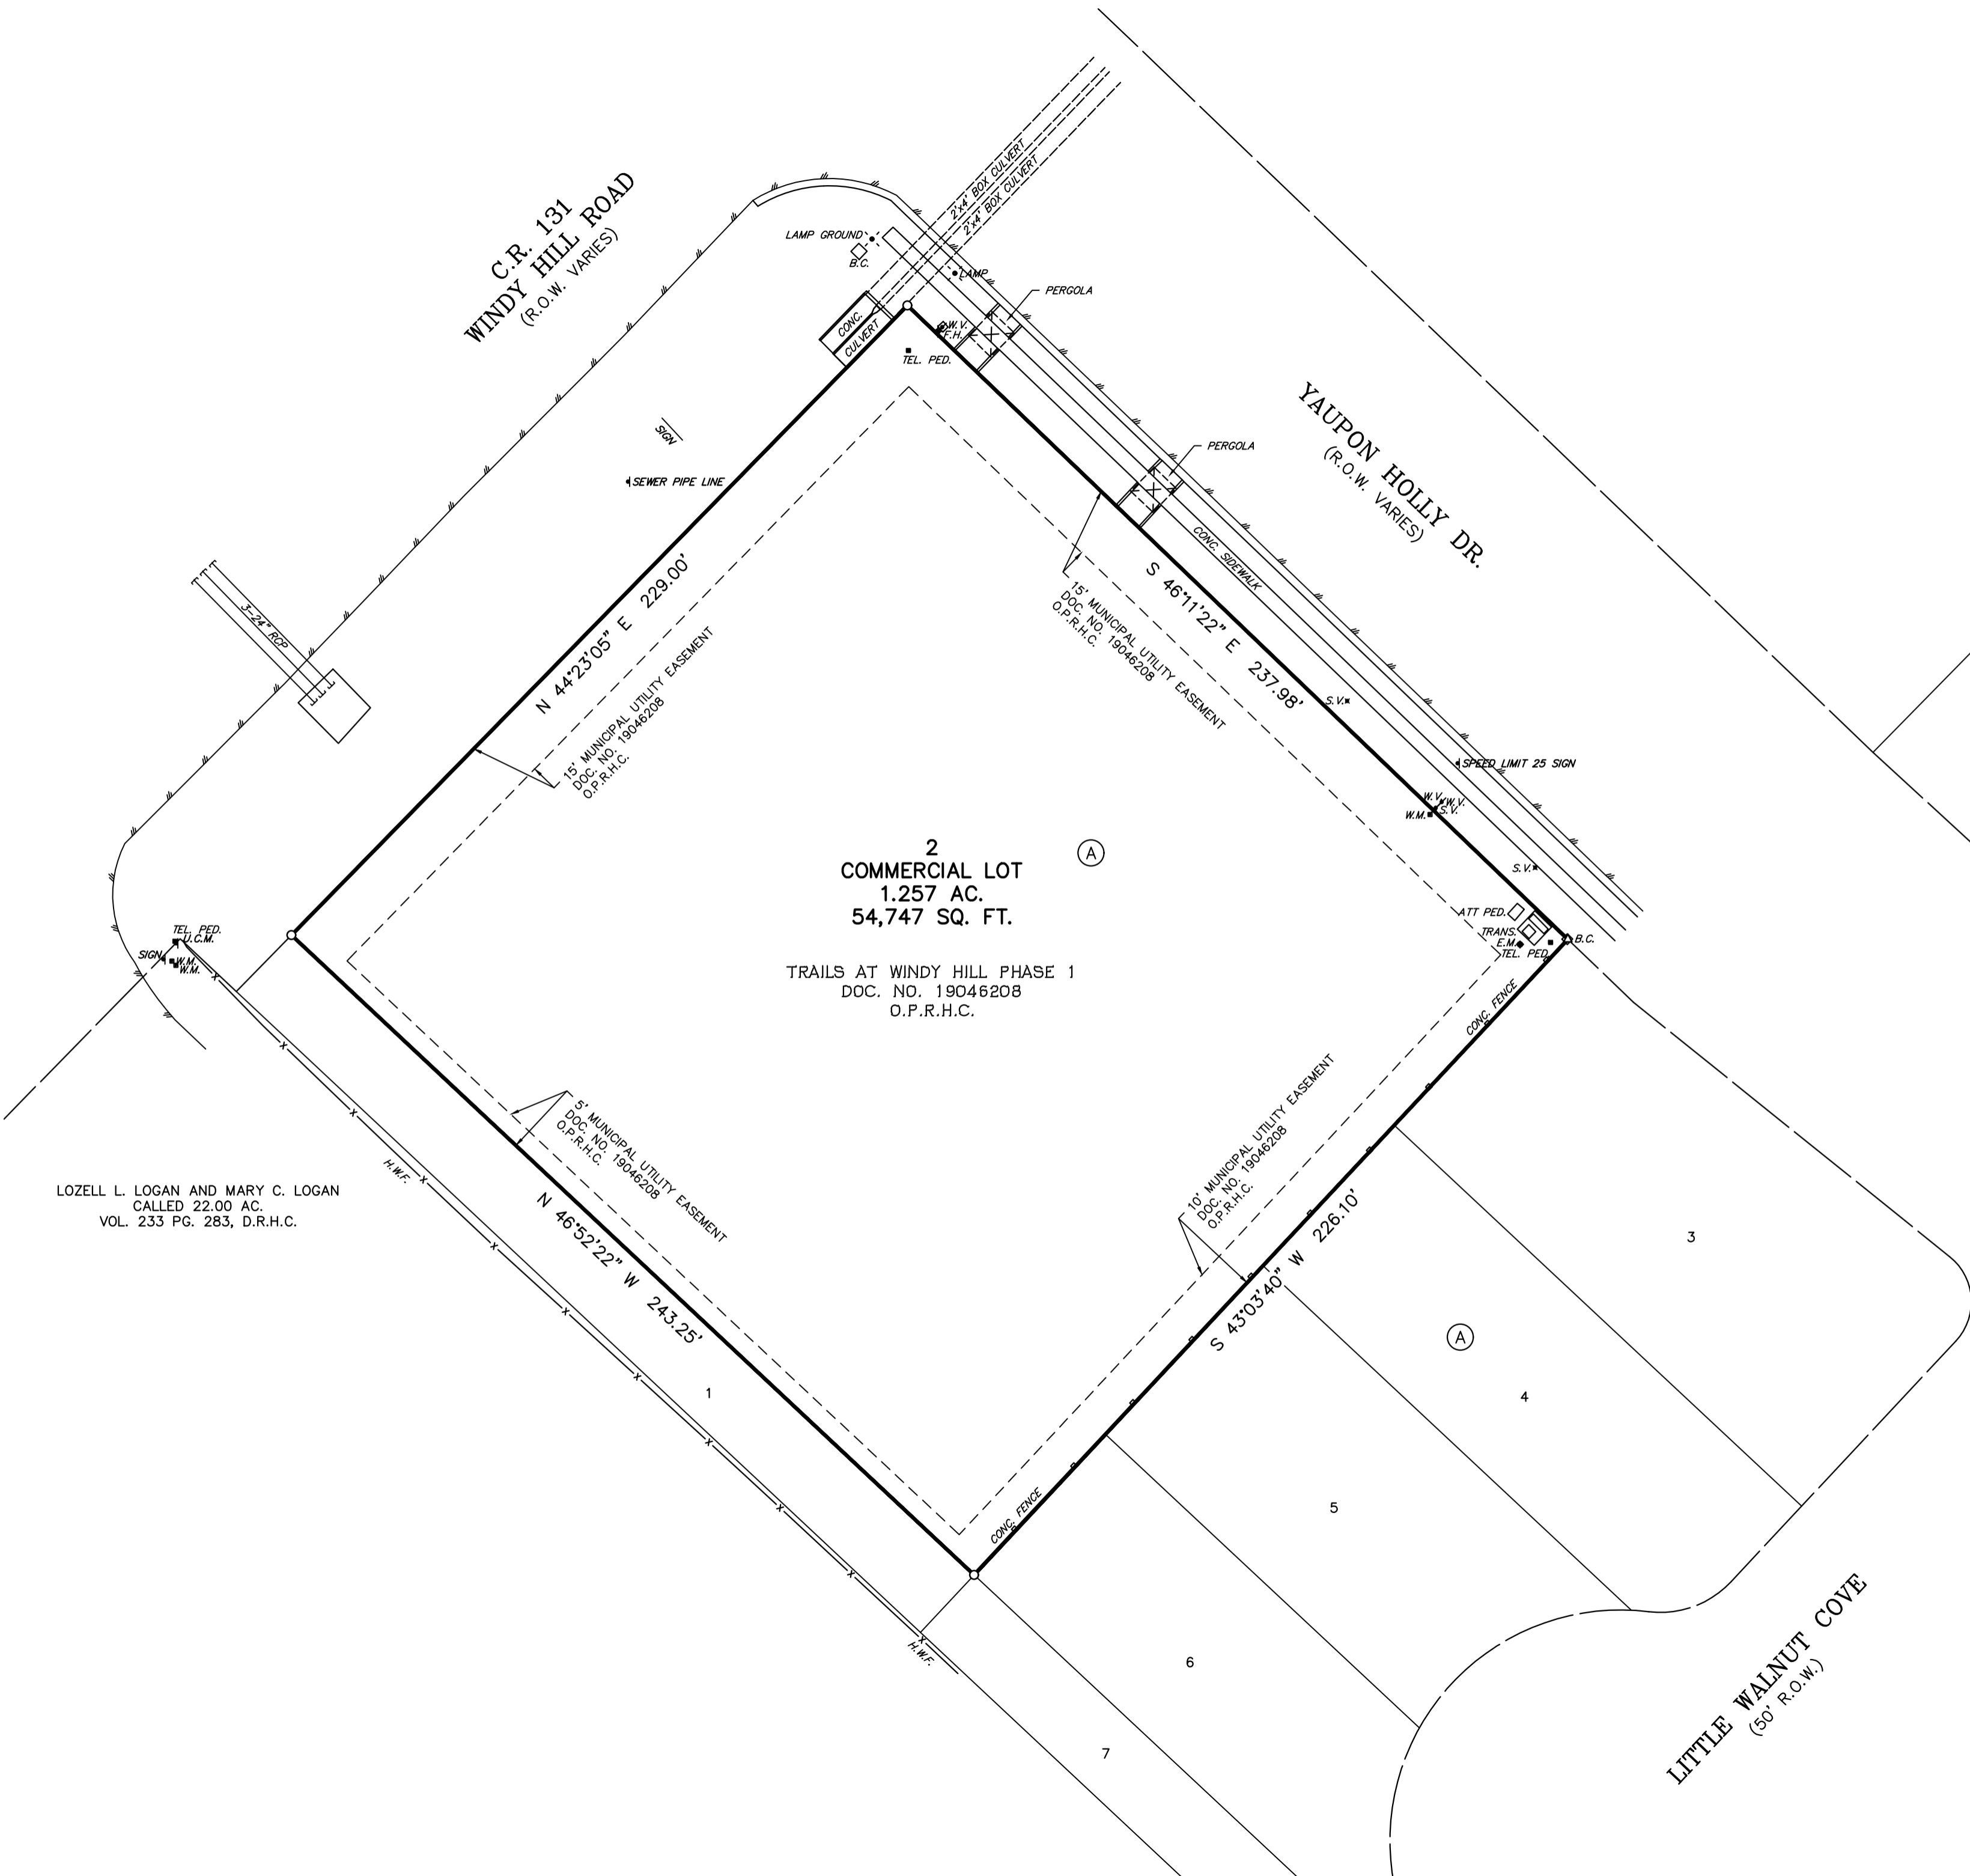 C.R. 131
WINDY HILL ROAD
(R.O.W. VARIES)
2'x4' BOX CULVERT
2'x4' BOX CULVERT
LAMP GROUND
B.C.
LAMP
PERGOLA
CONC.
CULVERT
W.V.
F.H.
TEL. PED.
PERGOLA
YAUPON HOLLY DR.
(R.O.W. VARIES)
SIGN
SEWER PIPE LINE
CONC. SIDEWALK
3-24" RCP
N 44°23'05" E 229.00'
S 46°11'22" E 237.98'
15' MUNICIPAL UTILITY EASEMENT
DOC. NO. 19046208
O.P.R.H.C.
15' MUNICIPAL UTILITY EASEMENT
DOC. NO. 19046208
O.P.R.H.C.
S.V.
SPEED LIMIT 25 SIGN
W.V.
W.V.
S.V.
W.M.
S.V.
2
COMMERCIAL LOT
1.257 AC.
54,747 SQ. FT.
A
ATT PED.
TRANS.
E.M.
TEL. PED.
B.C.
TEL. PED.
U.C.M.
SIGN
W.M.
W.M.
TRAILS AT WINDY HILL PHASE 1
DOC. NO. 19046208
O.P.R.H.C.
CONC. FENCE
5' MUNICIPAL UTILITY EASEMENT
DOC. NO. 19046208
O.P.R.H.C.
10' MUNICIPAL UTILITY EASEMENT
DOC. NO. 19046208
O.P.R.H.C.
H.W.F.
LOZELL L. LOGAN AND MARY C. LOGAN
CALLED 22.00 AC.
VOL. 233 PG. 283, D.R.H.C.
N 46°52'22" W 243.25'
S 43°03'40" W 226.10'
3
A
4
1
5
CONC. FENCE
H.W.F.
6
7
LITTLE WALNUT COVE
(50' R.O.W.)